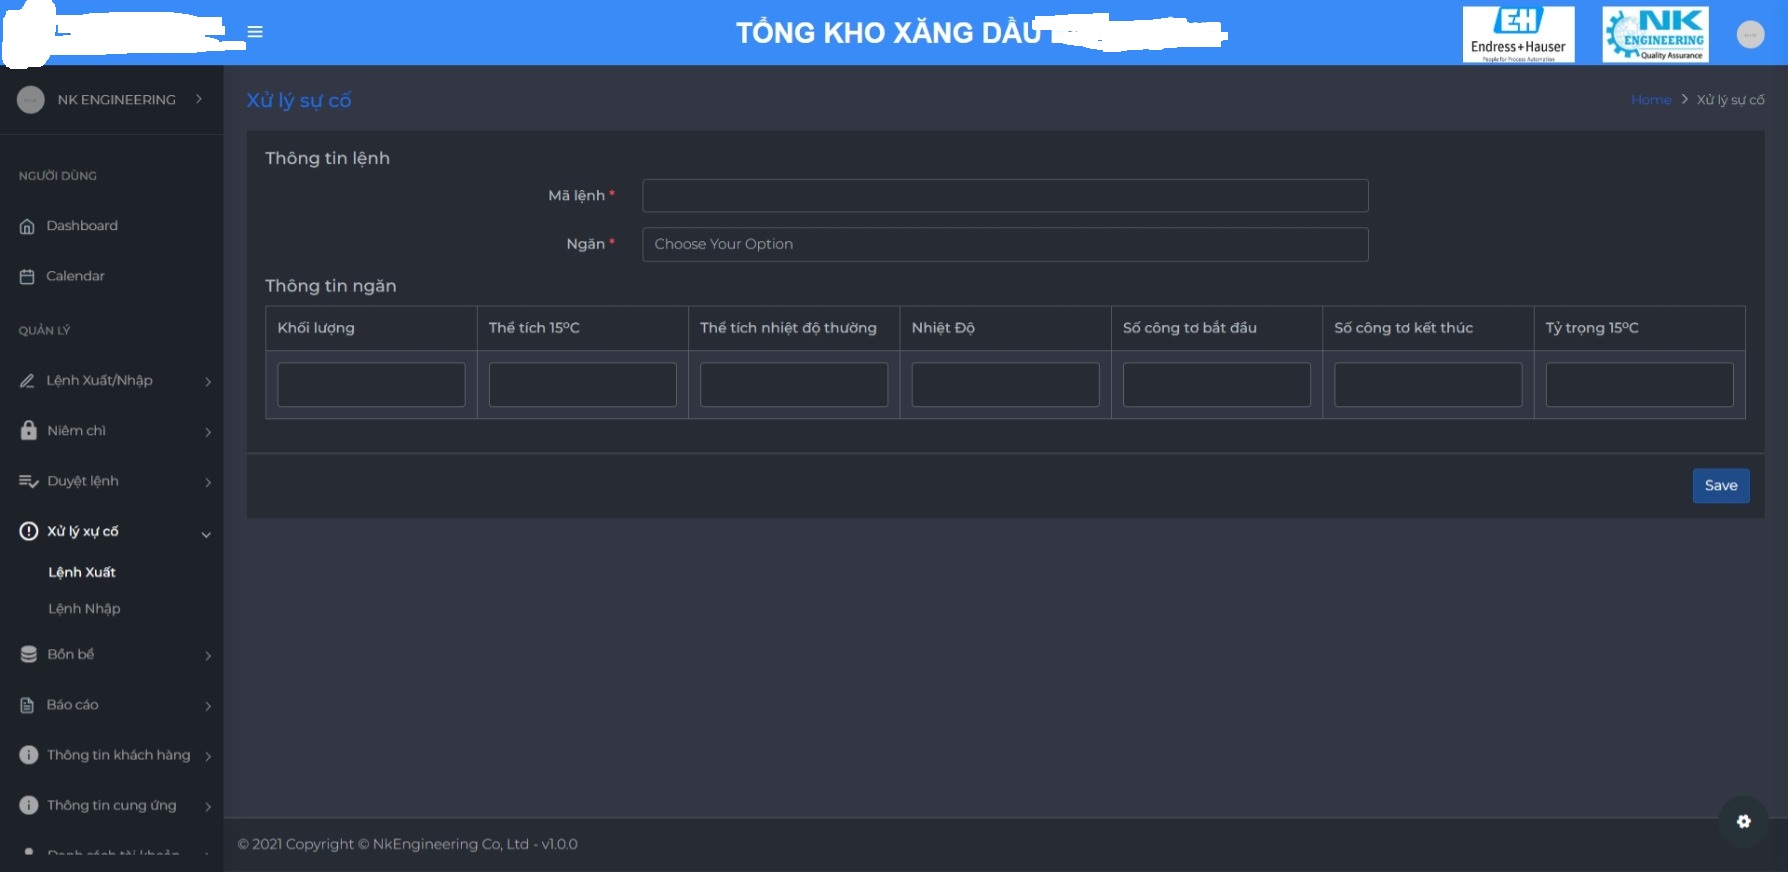 TỔNG KHO XĂNG DẦU
EH
Endress+Hauser
People for Process Automation
NK
ENGINEERING
Quality Assurance
NK ENGINEERING
Xử lý sự cố
Home > Xử lý sự cố
NGƯỜI DÙNG
Dashboard
Calendar
QUẢN LÝ
Lệnh Xuất/Nhập
Niêm chì
Duyệt lệnh
Xử lý xự cố
Lệnh Xuất
Lệnh Nhập
Bồn bể
Báo cáo
Thông tin khách hàng
Thông tin cung ứng
Danh sách tài khoản
Thông tin lệnh
Mã lệnh *
Ngăn * Choose Your Option
Thông tin ngăn
Khối lượng Thể tích 15ºC Thể tích nhiệt độ thường Nhiệt Độ Số công tơ bắt đầu Số công tơ kết thúc Tỷ trọng 15ºC
Save
© 2021 Copyright © NkEngineering Co, Ltd - v1.0.0